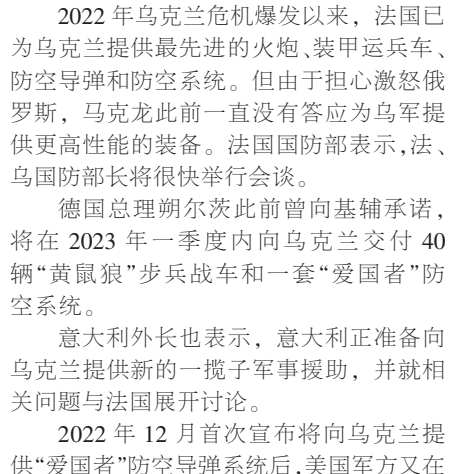 2022 年乌克兰危机爆发以来，法国已
为乌克兰提供最先进的火炮、装甲运兵车、
防空导弹和防空系统。但由于担心激怒俄
罗斯，马克龙此前一直没有答应为乌军提
供更高性能的装备。法国国防部表示，法、
乌国防部长将很快举行会谈。
德国总理朔尔茨此前曾向基辅承诺，
将在 2023 年一季度内向乌克兰交付 40
辆“黄鼠狼”步兵战车和一套“爱国者”防
空系统。
意大利外长也表示，意大利正准备向
乌克兰提供新的一揽子军事援助，并就相
关问题与法国展开讨论。
2022 年 12 月首次宣布将向乌克兰提
供“爱国者”防空导弹系统后，美国军方又在